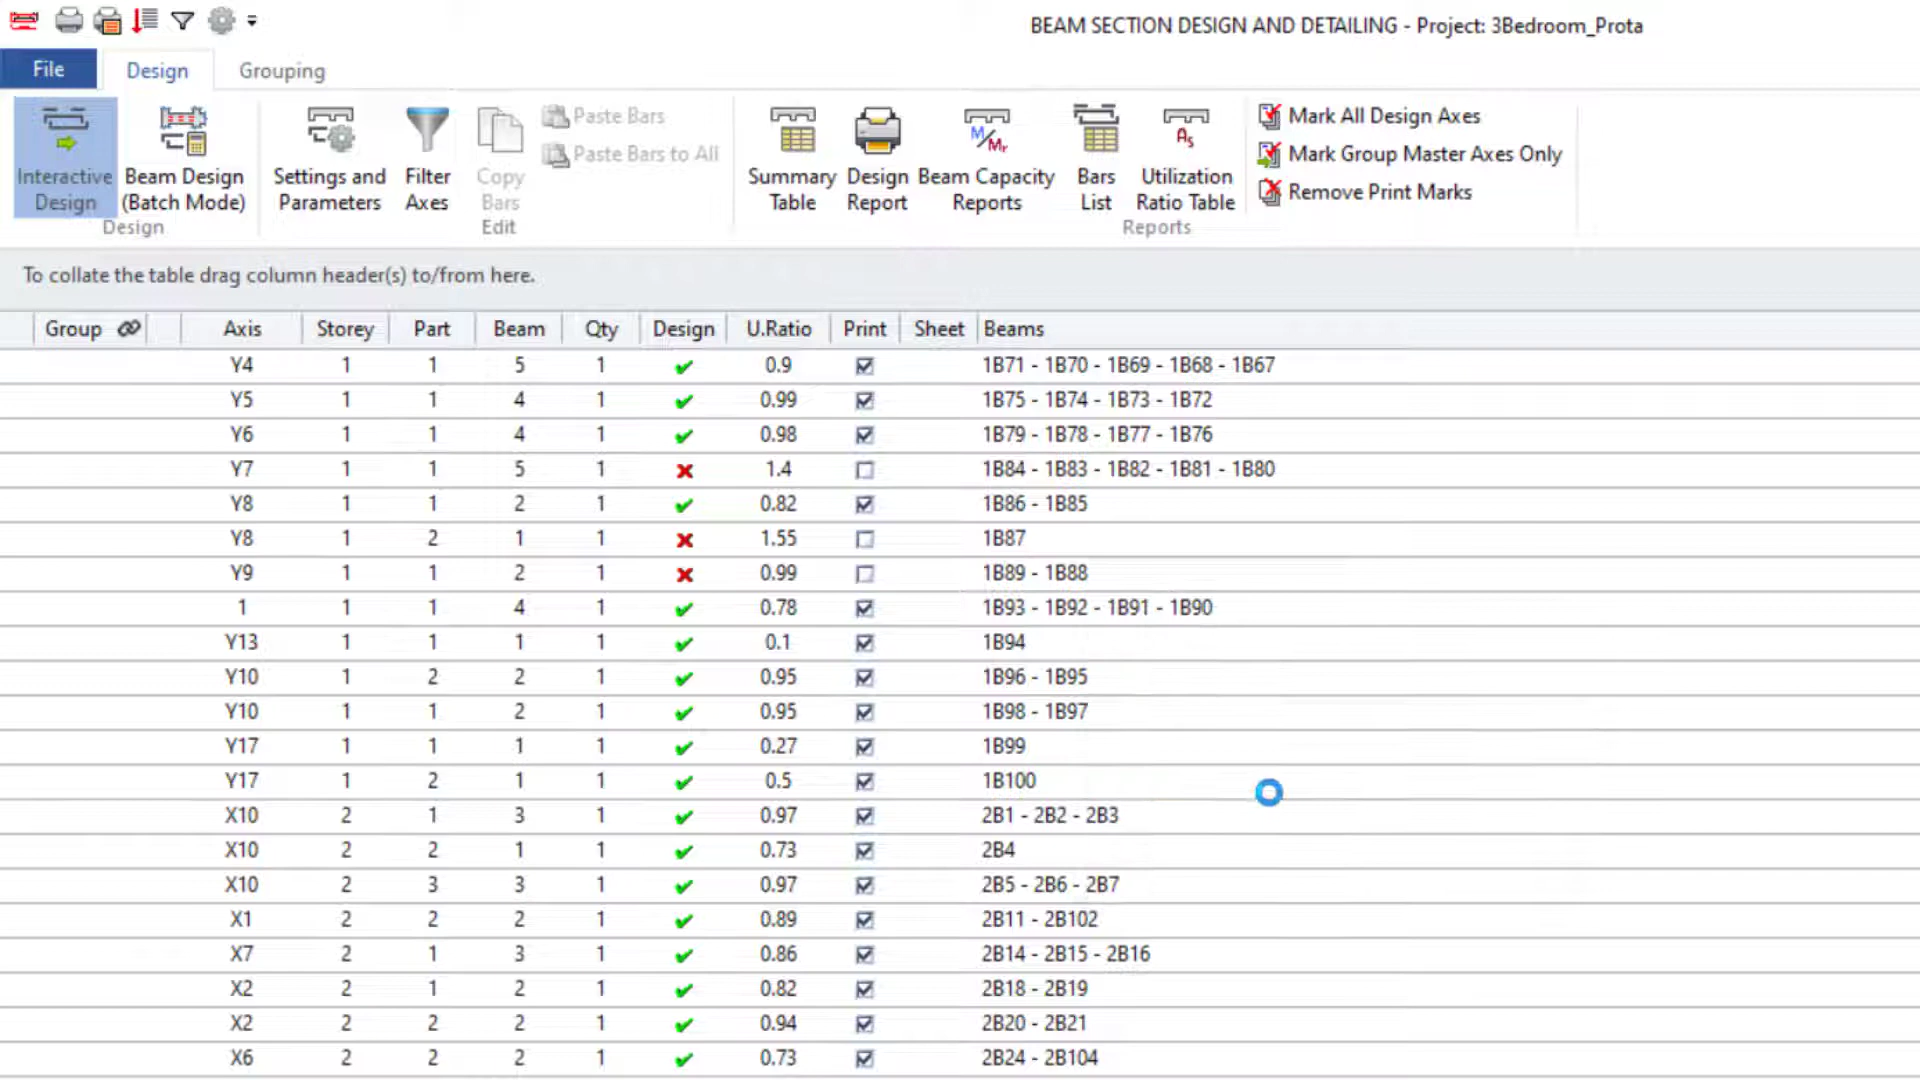 BEAM SECTION DESIGN AND DETAILING - Project: 3Bedroom_Prota
File Design Grouping
Interactive Design
Beam Design (Batch Mode)
Design
Settings and Parameters
Filter Axes
Copy Bars
Paste Bars
Paste Bars to All
Edit
Summary Table
Design Report
M/Mr
Beam Capacity Reports
Bars List
As
Utilization Ratio Table
Reports
Mark All Design Axes
Mark Group Master Axes Only
Remove Print Marks
To collate the table drag column header(s) to/from here.
Group Axis Storey Part Beam Qty Design U.Ratio Print Sheet Beams
Y4 1 1 5 1 0.9 1B71 - 1B70 - 1B69 - 1B68 - 1B67
Y5 1 1 4 1 0.99 1B75 - 1B74 - 1B73 - 1B72
Y6 1 1 4 1 0.98 1B79 - 1B78 - 1B77 - 1B76
Y7 1 1 5 1 1.4 1B84 - 1B83 - 1B82 - 1B81 - 1B80
Y8 1 1 2 1 0.82 1B86 - 1B85
Y8 1 2 1 1 1.55 1B87
Y9 1 1 2 1 0.99 1B89 - 1B88
1 1 1 4 1 0.78 1B93 - 1B92 - 1B91 - 1B90
Y13 1 1 1 1 0.1 1B94
Y10 1 2 2 1 0.95 1B96 - 1B95
Y10 1 1 2 1 0.95 1B98 - 1B97
Y17 1 1 1 1 0.27 1B99
Y17 1 2 1 1 0.5 1B100
X10 2 1 3 1 0.97 2B1 - 2B2 - 2B3
X10 2 2 1 1 0.73 2B4
X10 2 3 3 1 0.97 2B5 - 2B6 - 2B7
X1 2 2 2 1 0.89 2B11 - 2B102
X7 2 1 3 1 0.86 2B14 - 2B15 - 2B16
X2 2 1 2 1 0.82 2B18 - 2B19
X2 2 2 2 1 0.94 2B20 - 2B21
X6 2 2 2 1 0.73 2B24 - 2B104